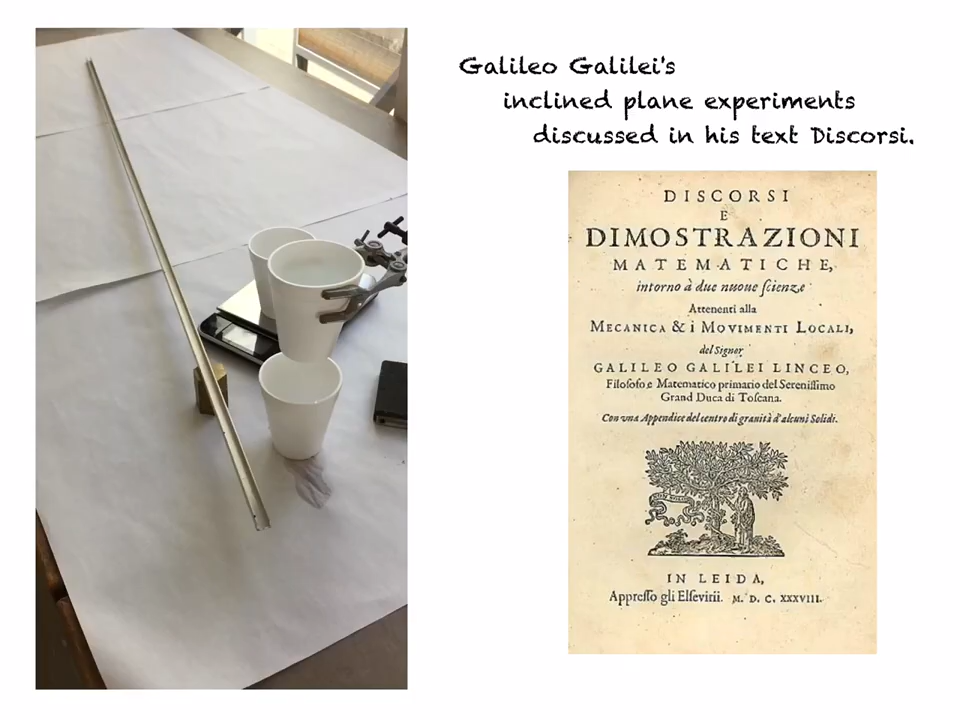 Galileo Galilei's
inclined plane experiments
discussed in his text Discorsi.
DISCORSI
E
DIMOSTRAZIONI
MATEMATICHE,
intorno à due nuoue ſcienze
Attenenti alla
MECANICA & i MOVIMENTI LOCALI,
del Signor
GALILEO GALILEI LINCEO,
Filoſofo e Matematico primario del Sereniſſimo
Grand Duca di Toſcana.
Con vna Appendice del centro di grauità d'alcuni Solidi.
IN LEIDA,
Appreſſo gli Elſevirii. M. D. C. XXXVIII.